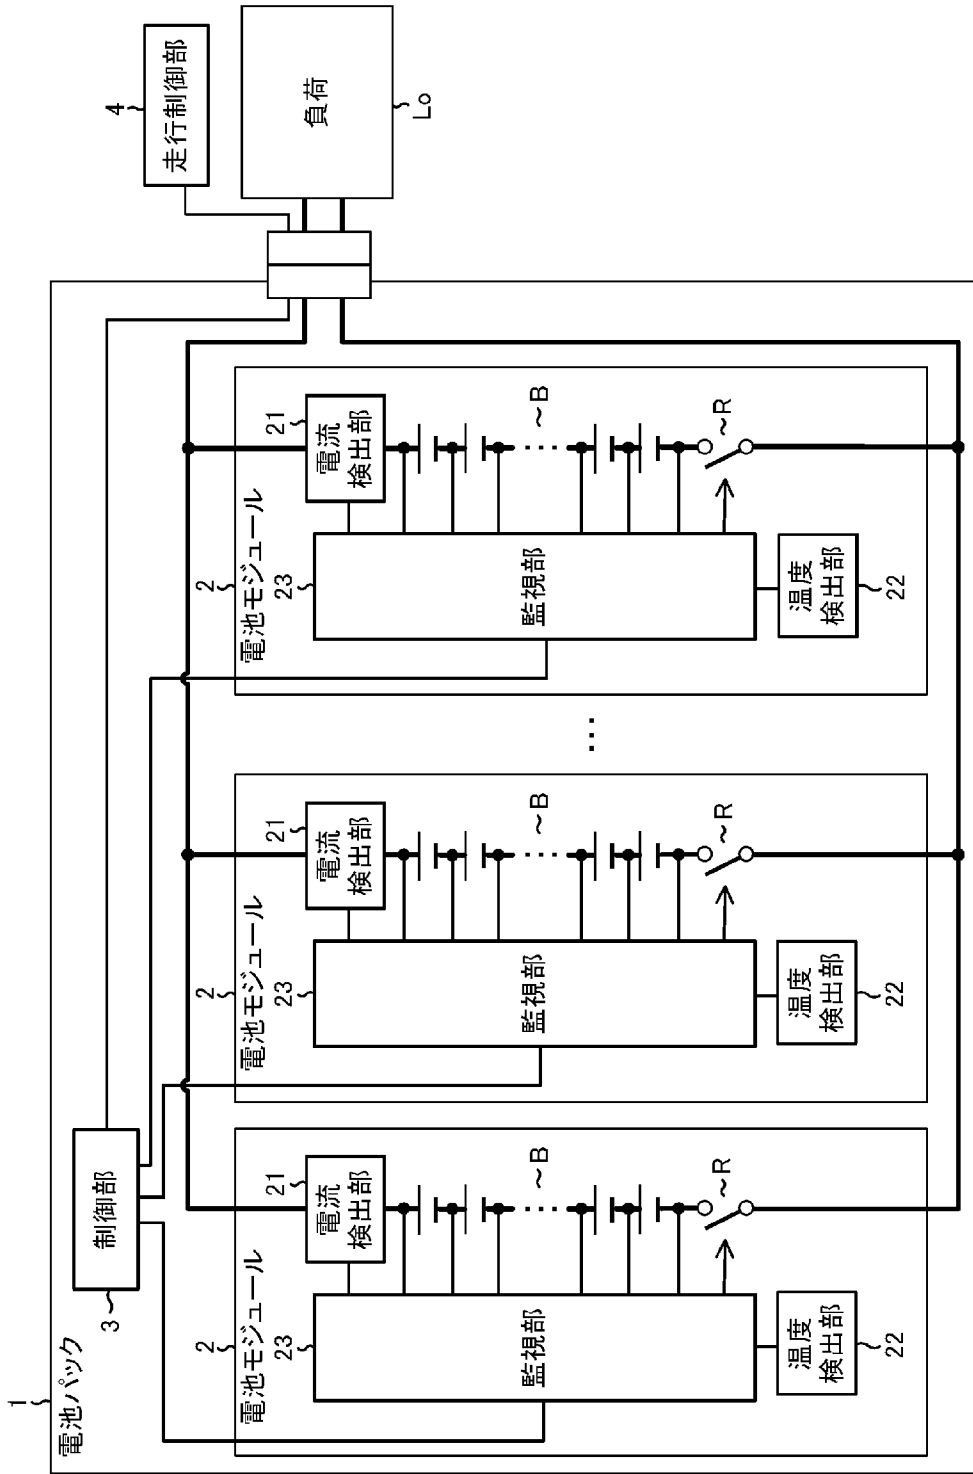 1
電池パック
3
制御部
4
走行制御部
負荷
Lo
2
電池モジュール
23
監視部
21
電流
検出部
B
R
温度
検出部
22
2
電池モジュール
23
監視部
21
電流
検出部
B
R
温度
検出部
22
…
2
電池モジュール
23
監視部
21
電流
検出部
B
R
温度
検出部
22